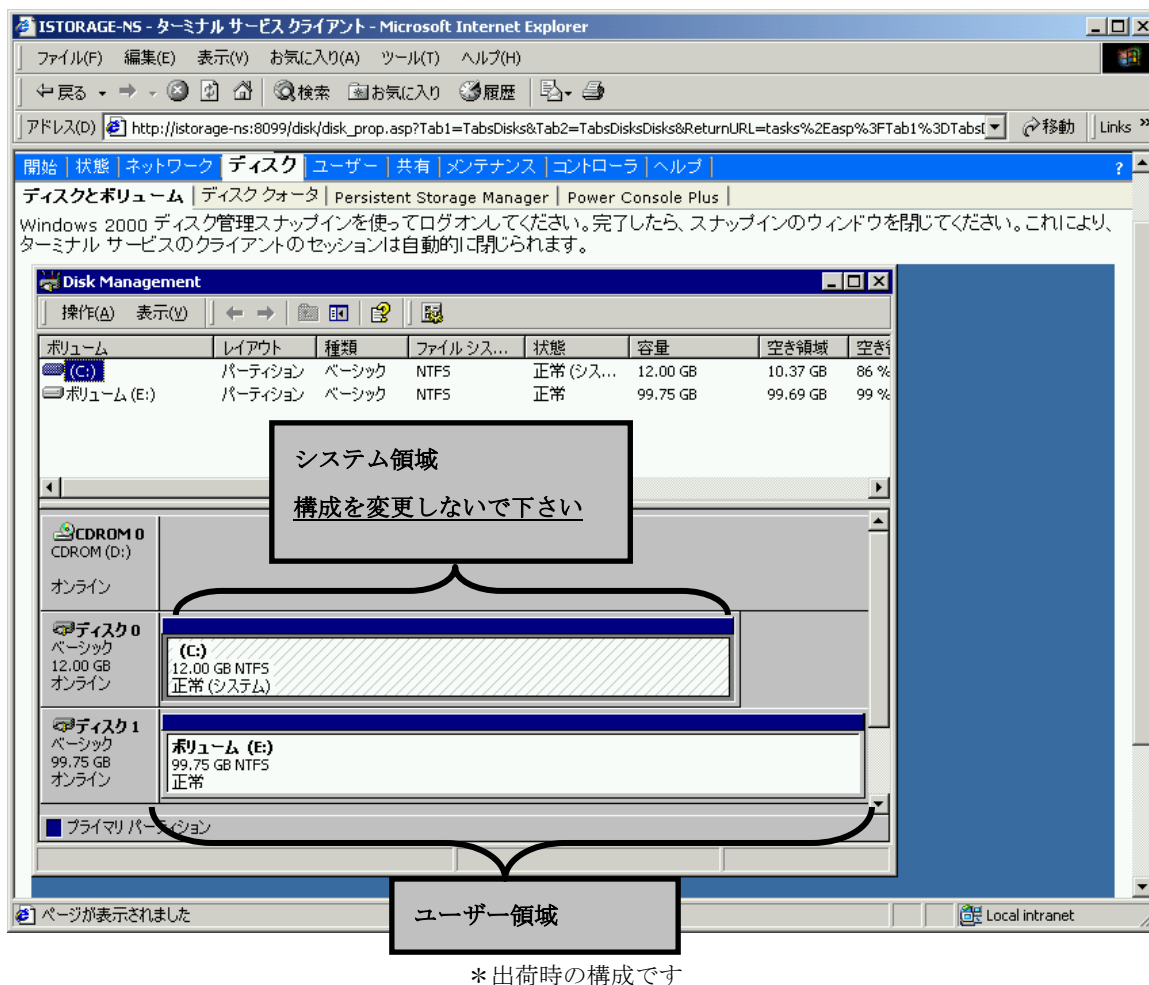 ISTORAGE-NS - ターミナル サービス クライアント - Microsoft Internet Explorer
ファイル(F) 編集(E) 表示(V) お気に入り(A) ツール(T) ヘルプ(H)
戻る 検索 お気に入り 履歴
アドレス(D) http://istorage-ns:8099/disk/disk_prop.asp?Tab1=TabsDisks&Tab2=TabsDisksDisks&ReturnURL=tasks%2Easp%3FTab1%3DTabsD 移動 Links »
開始 | 状態 | ネットワーク | ディスク | ユーザー | 共有 | メンテナンス | コントローラ | ヘルプ | ?
ディスクとボリューム | ディスク クォータ | Persistent Storage Manager | Power Console Plus |
Windows 2000 ディスク管理スナップインを使ってログオンしてください。完了したら、スナップインのウィンドウを閉じてください。これにより、
ターミナル サービスのクライアントのセッションは自動的に閉じられます。
Disk Management
操作(A) 表示(V)
ボリューム レイアウト 種類 ファイル シス... 状態 容量 空き領域 空き
(C:) パーティション ベーシック NTFS 正常 (シス... 12.00 GB 10.37 GB 86 %
ボリューム (E:) パーティション ベーシック NTFS 正常 99.75 GB 99.69 GB 99 %
システム領域
構成を変更しないで下さい
CDROM 0
CDROM (D:)
オンライン
ディスク 0
ベーシック
12.00 GB
オンライン
(C:)
12.00 GB NTFS
正常 (システム)
ディスク 1
ベーシック
99.75 GB
オンライン
ボリューム (E:)
99.75 GB NTFS
正常
プライマリ パーティション
ユーザー領域
ページが表示されました Local intranet
＊出荷時の構成です